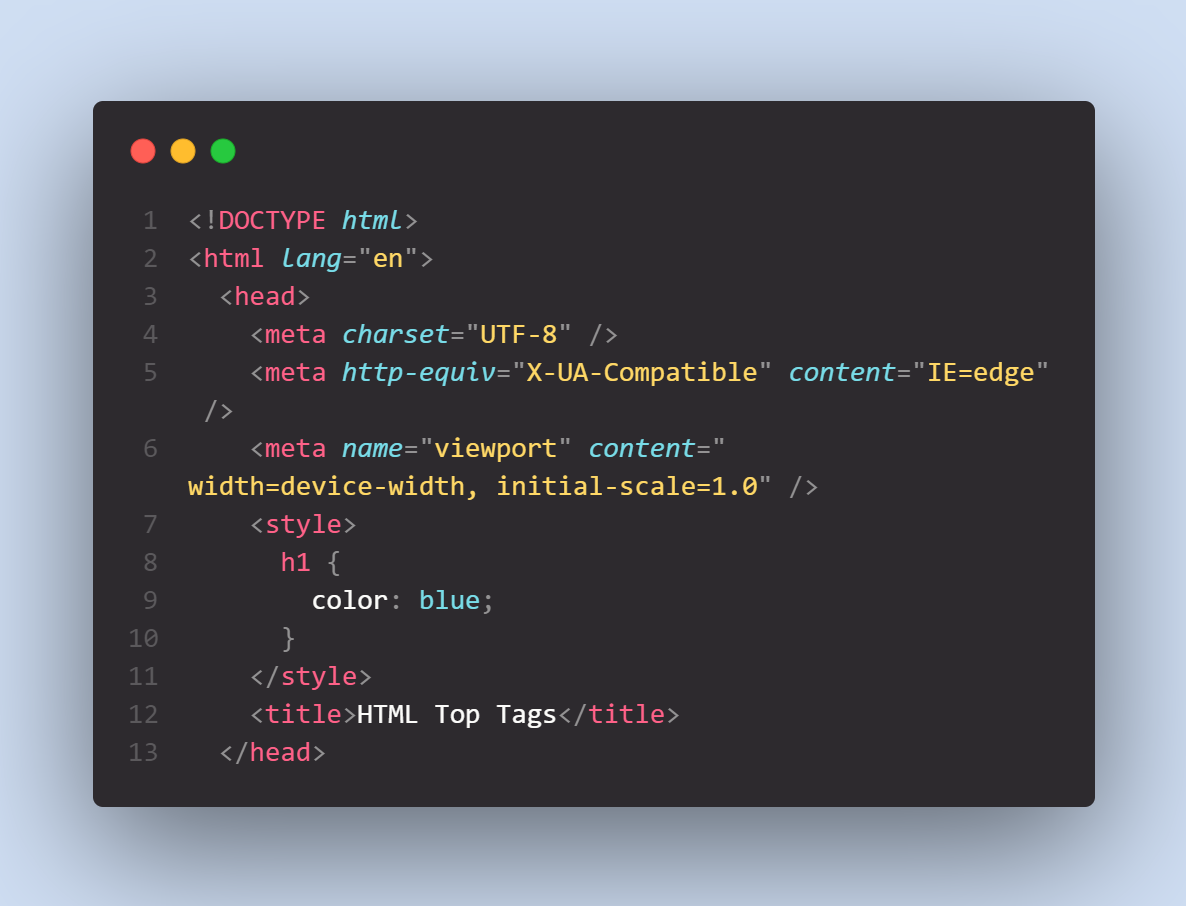 1 <!DOCTYPE html>
2 <html lang="en">
3   <head>
4     <meta charset="UTF-8" />
5     <meta http-equiv="X-UA-Compatible" content="IE=edge"
 />
6     <meta name="viewport" content="
width=device-width, initial-scale=1.0" />
7     <style>
8       h1 {
9         color: blue;
10       }
11     </style>
12     <title>HTML Top Tags</title>
13   </head>